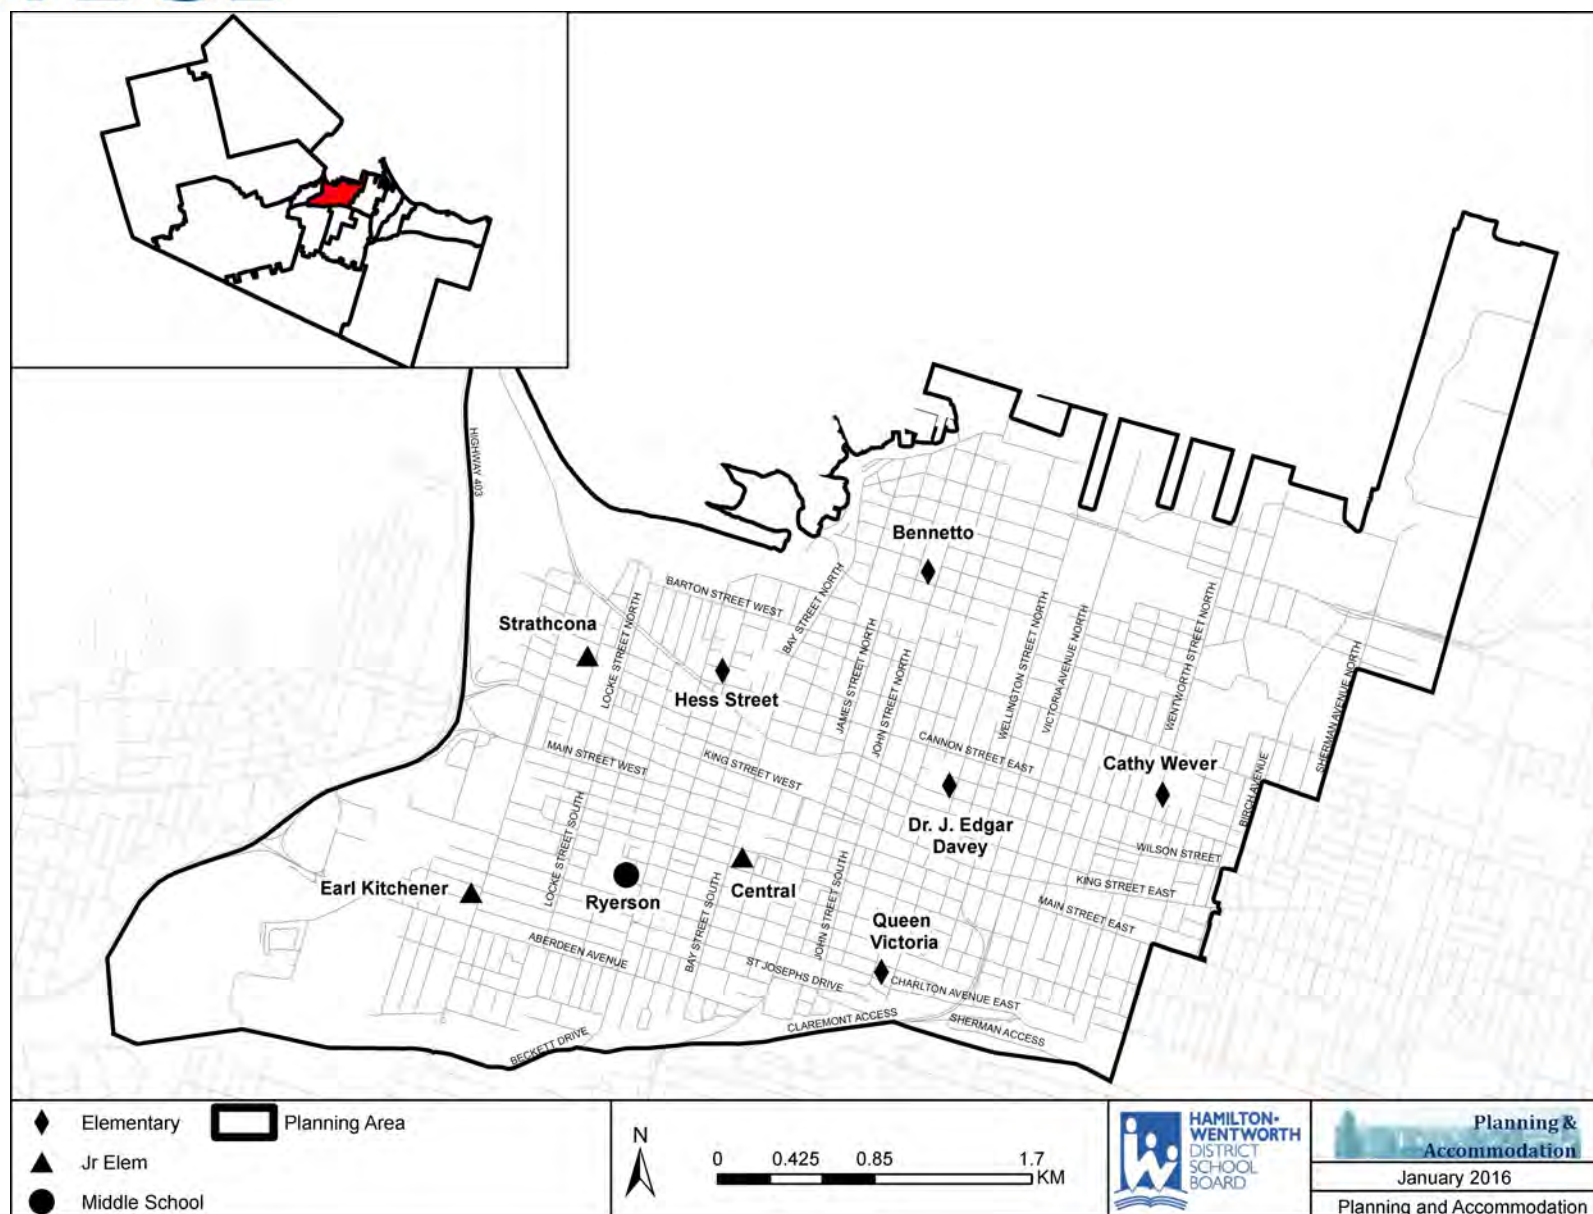 HIGHWAY 403
Bennetto
BARTON STREET WEST
BAY STREET NORTH
Strathcona
LOCKE STREET NORTH
Hess Street
JAMES STREET NORTH
JOHN STREET NORTH
WELLINGTON STREET NORTH
VICTORIA AVENUE NORTH
WENTWORTH STREET NORTH
SHERMAN AVENUE NORTH
MAIN STREET WEST
KING STREET WEST
CANNON STREET EAST
Cathy Wever
BIRCH AVENUE
LOCKE STREET SOUTH
Dr. J. Edgar
Davey
WILSON STREET
Earl Kitchener
Ryerson
Central
KING STREET EAST
MAIN STREET EAST
BAY STREET SOUTH
JOHN STREET SOUTH
Queen
Victoria
ABERDEEN AVENUE
ST JOSEPHS DRIVE
CHARLTON AVENUE EAST
CLAREMONT ACCESS
SHERMAN ACCESS
BECKETT DRIVE
Elementary
Planning Area
Jr Elem
Middle School
N
0 0.425 0.85 1.7
KM
HAMILTON-
WENTWORTH
DISTRICT
SCHOOL
BOARD
Planning &
Accommodation
January 2016
Planning and Accommodation